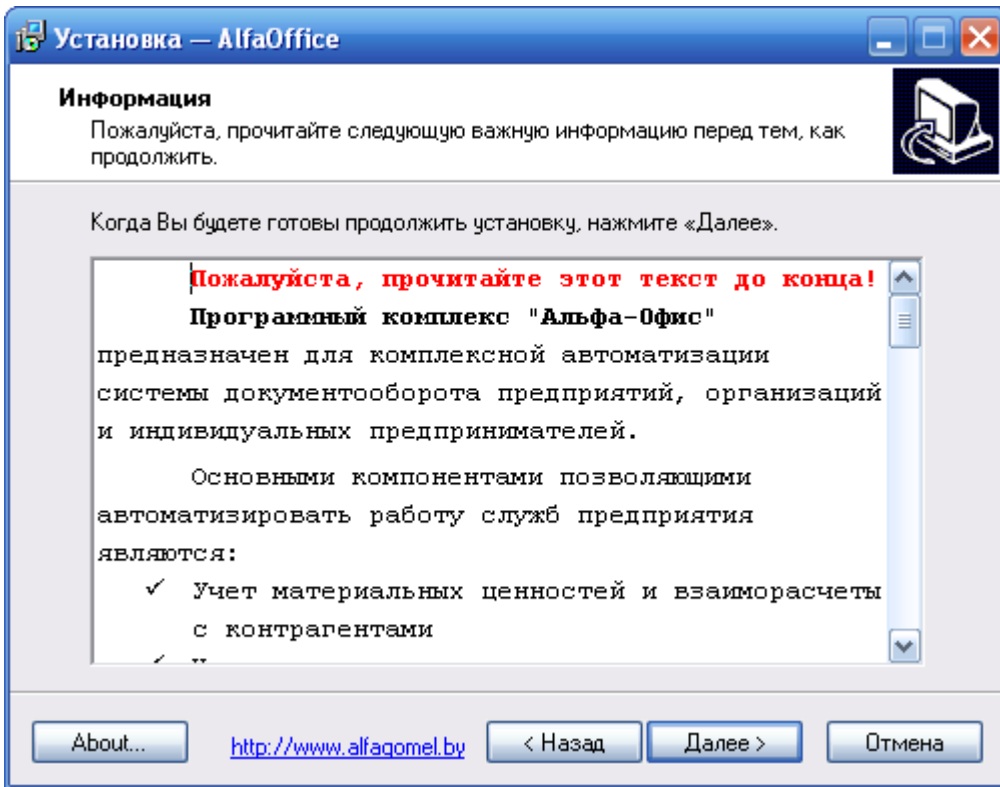 Установка — AlfaOffice
Информация
Пожалуйста, прочитайте следующую важную информацию перед тем, как
продолжить.
Когда Вы будете готовы продолжить установку, нажмите «Далее».
Пожалуйста, прочитайте этот текст до конца!
Программный комплекс "Альфа-Офис"
предназначен для комплексной автоматизации
системы документооборота предприятий, организаций
и индивидуальных предпринимателей.
Основными компонентами позволяющими
автоматизировать работу служб предприятия
являются:
✓ Учет материальных ценностей и взаиморасчеты
с контрагентами
About...
http://www.alfagomel.by
< Назад
Далее >
Отмена